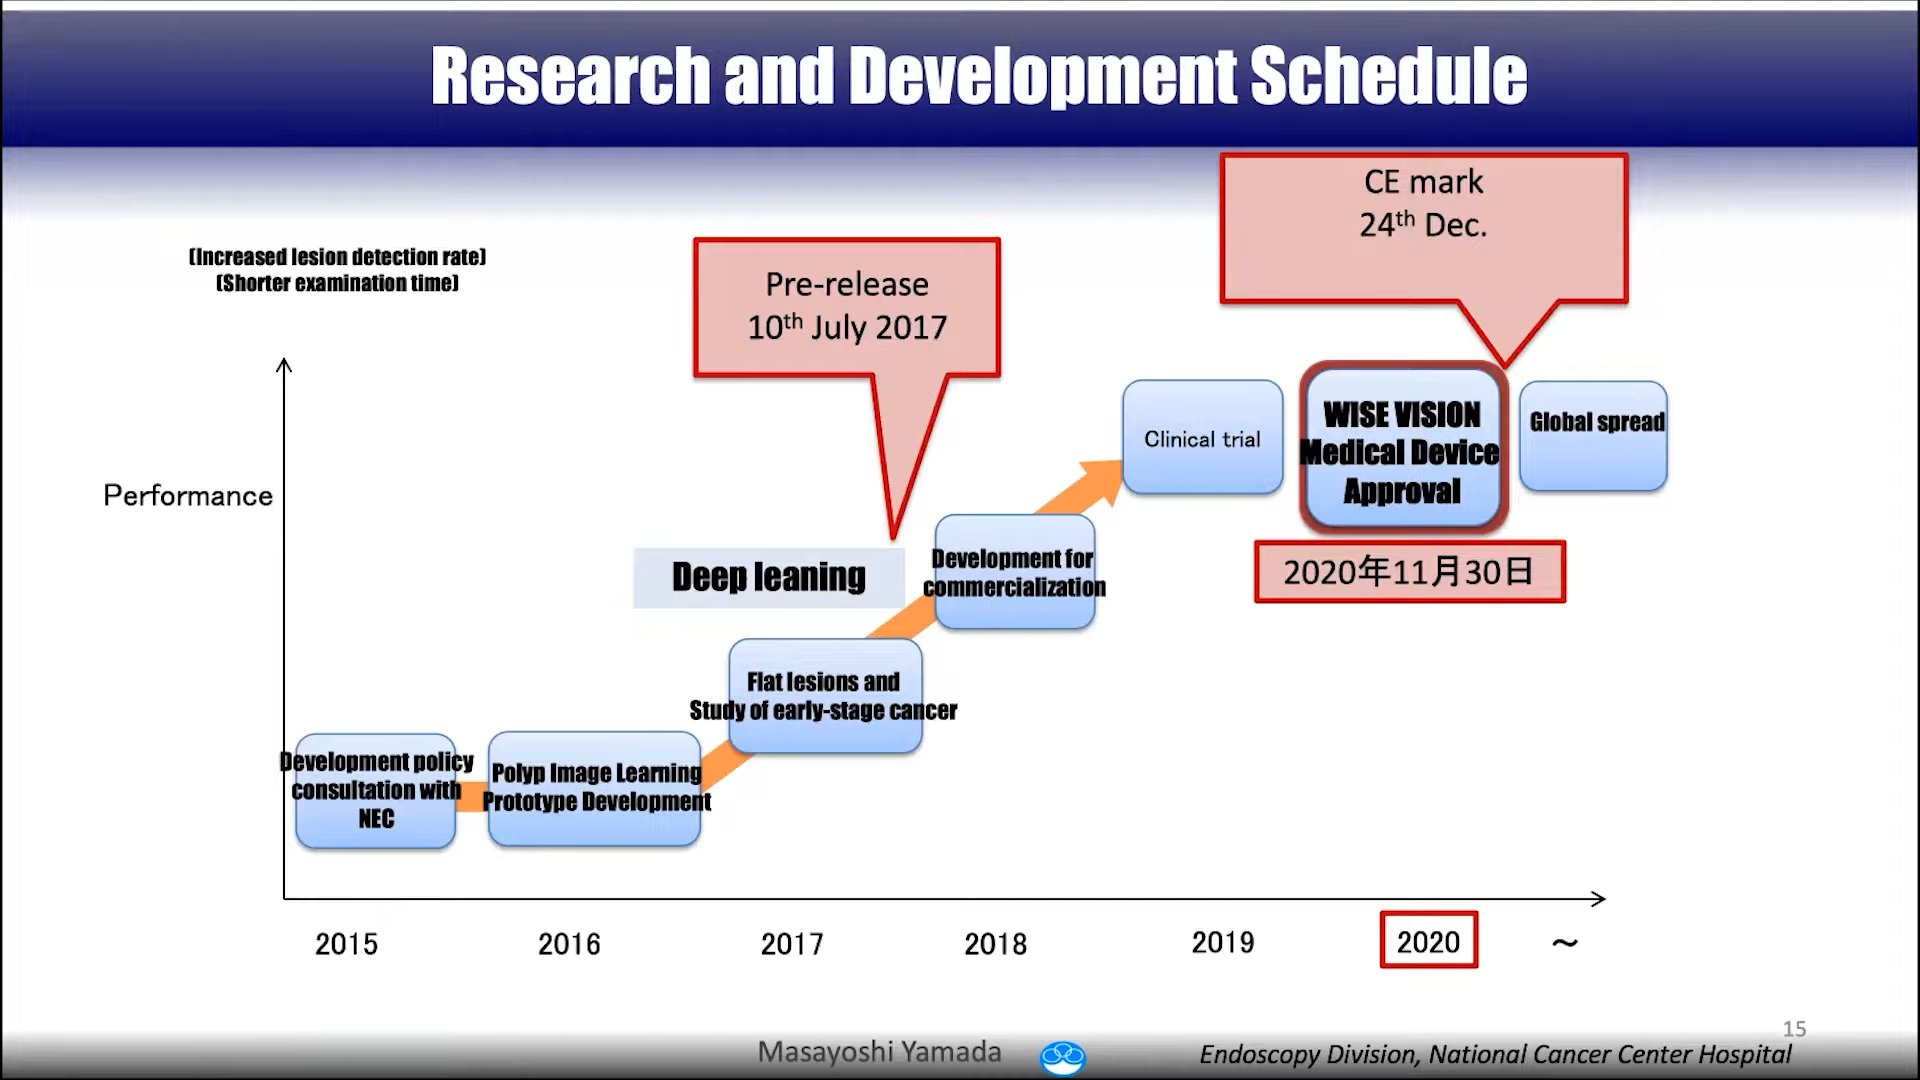 Research and Development Schedule
(Increased lesion detection rate)
(Shorter examination time)
Pre-release
10th July 2017
CE mark
24th Dec.
Performance
Clinical trial
WISE VISION
Medical Device
Approval
Global spread
2020年11月30日
Deep leaning
Development for
commercialization
Flat lesions and
Study of early-stage cancer
Development policy
consultation with
NEC
Polyp Image Learning
Prototype Development
2015
2016
2017
2018
2019
2020
～
15
Masayoshi Yamada
Endoscopy Division, National Cancer Center Hospital